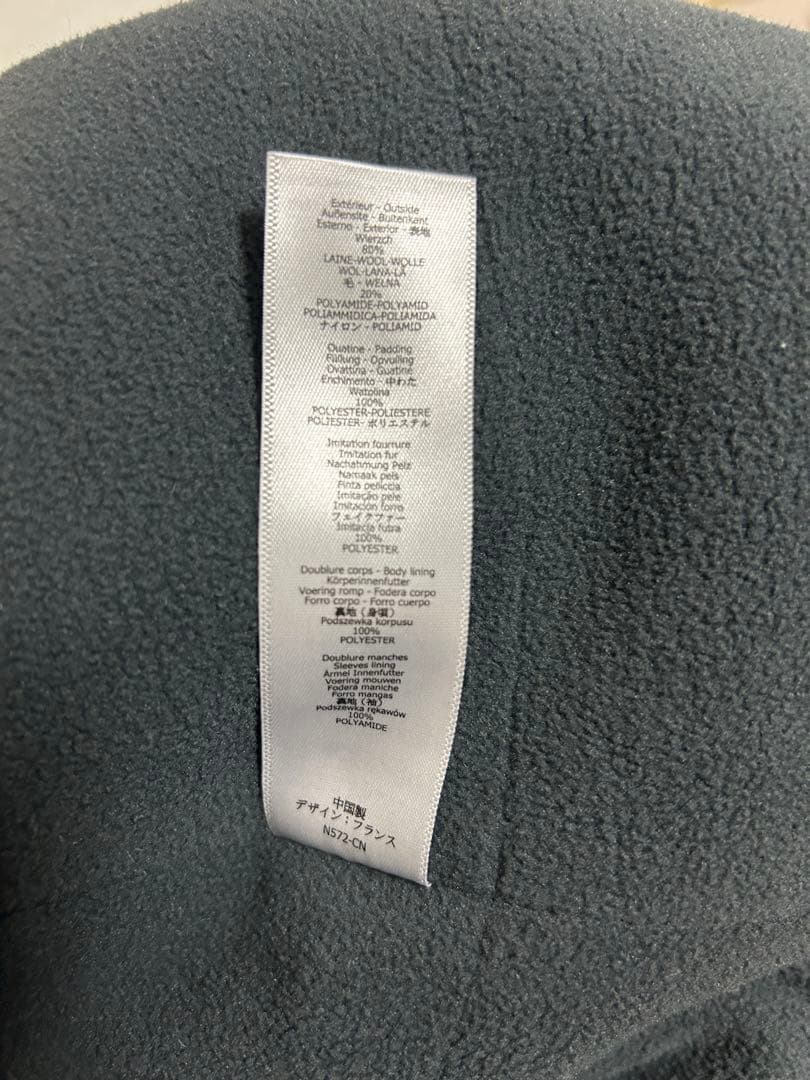 Extérieur - Outside
Außensite - Buitenkant
Esterno - Exterior - 表地
Wierzch
80%
LAINE-WOOL-WOLLE
WOL-LANA-LÃ
毛 - WEŁNA
20%
POLYAMIDE-POLYAMID
POLIAMMIDICA-POLIAMIDA
ナイロン - POLIAMID
Ouatine - Padding
Füllung - Opvulling
Ovattina - Guatine
Enchimento - 中わた
Watolina
100%
POLYESTER-POLIESTERE
POLIESTER- ポリエステル
Imitation fourrure
Imitation fur
Nachahmung Pelz
Namaak pels
Finta pelliccia
Imitação pele
Imitación forro
フェイクファー
Imitacja futra
100%
POLYESTER
Doublure corps - Body lining
Körperinnenfutter
Voering romp - Fodera corpo
Forro corpo - Forro cuerpo
裏地（身頃）
Podszewka korpusu
100%
POLYESTER
Doublure manches
Sleeves lining
Ärmel Innenfutter
Voering mouwen
Fodera maniche
Forro mangas
裏地（袖）
Podszewka rękawów
100%
POLYAMIDE
中国製
デザイン：フランス
N572-CN